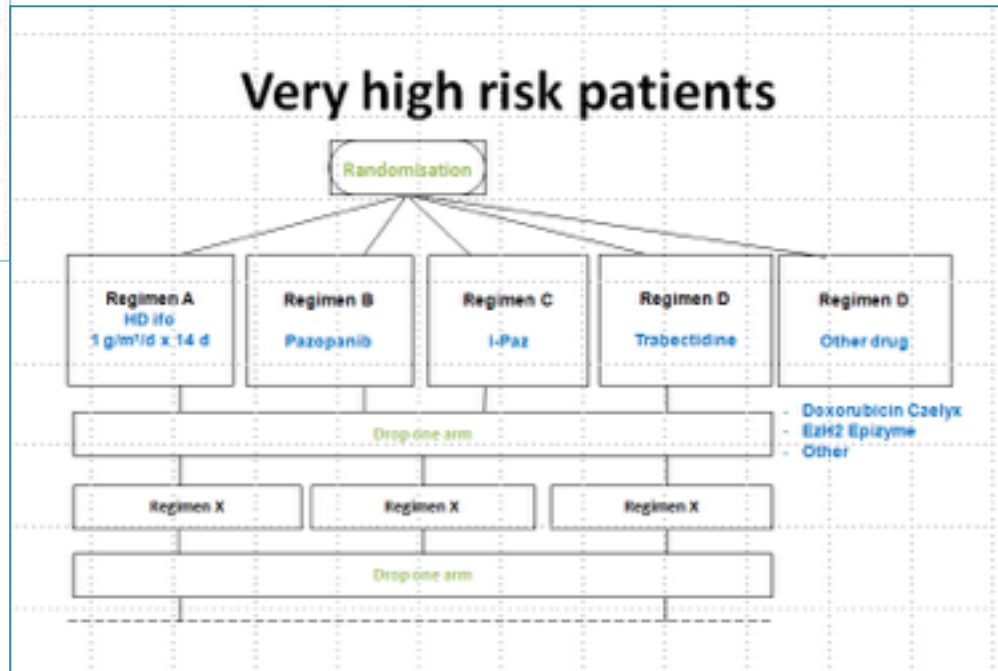 Very high risk patients
Randomisation
Regimen A
HD ifo
1 g/m²/d x 14 d
Regimen B
Pazopanib
Regimen C
I-Paz
Regimen D
Trabectidine
Regimen D
Other drug
- Doxorubicin Caelyx
- EzH2 Epizyme
- Other
Drop one arm
Regimen X
Regimen X
Regimen X
Drop one arm